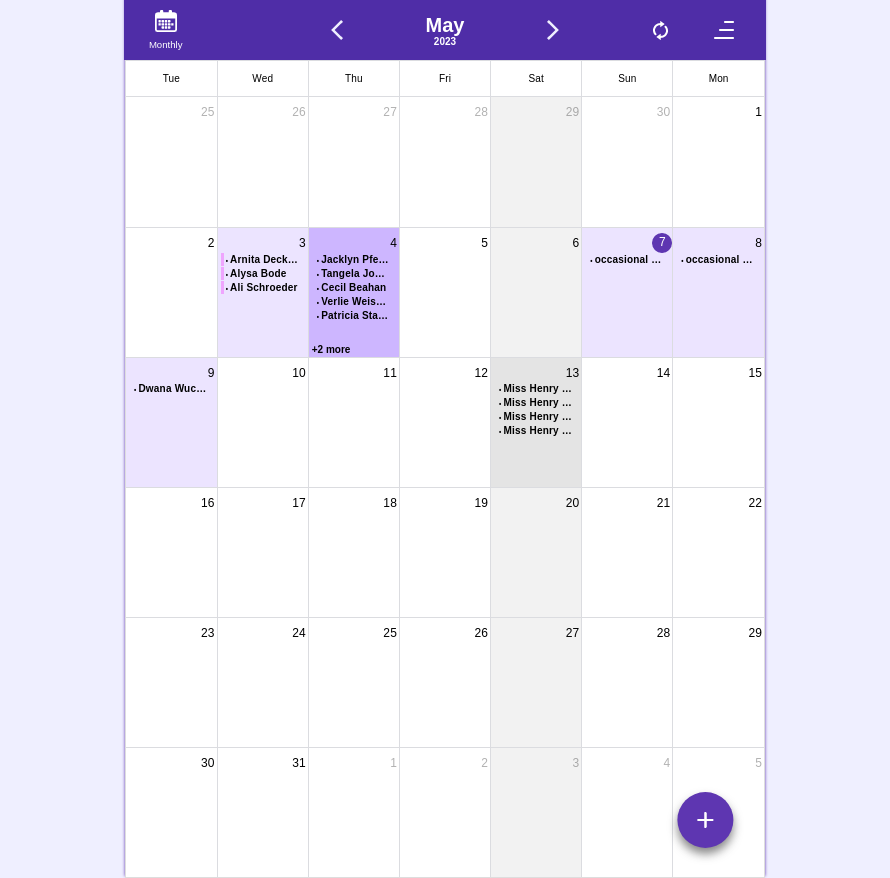 Monthly
May
2023
Tue Wed Thu Fri Sat Sun Mon
25 26 27 28 29 30 1
2 3 4 5 6 7 8
Arnita Deck...
Alysa Bode
Ali Schroeder
Jacklyn Pfe...
Tangela Jo...
Cecil Beahan
Verlie Weis...
Patricia Sta...
+2 more
occasional ...
occasional ...
9 10 11 12 13 14 15
Dwana Wuc...
Miss Henry ...
Miss Henry ...
Miss Henry ...
Miss Henry ...
16 17 18 19 20 21 22
23 24 25 26 27 28 29
30 31 1 2 3 4 5
+